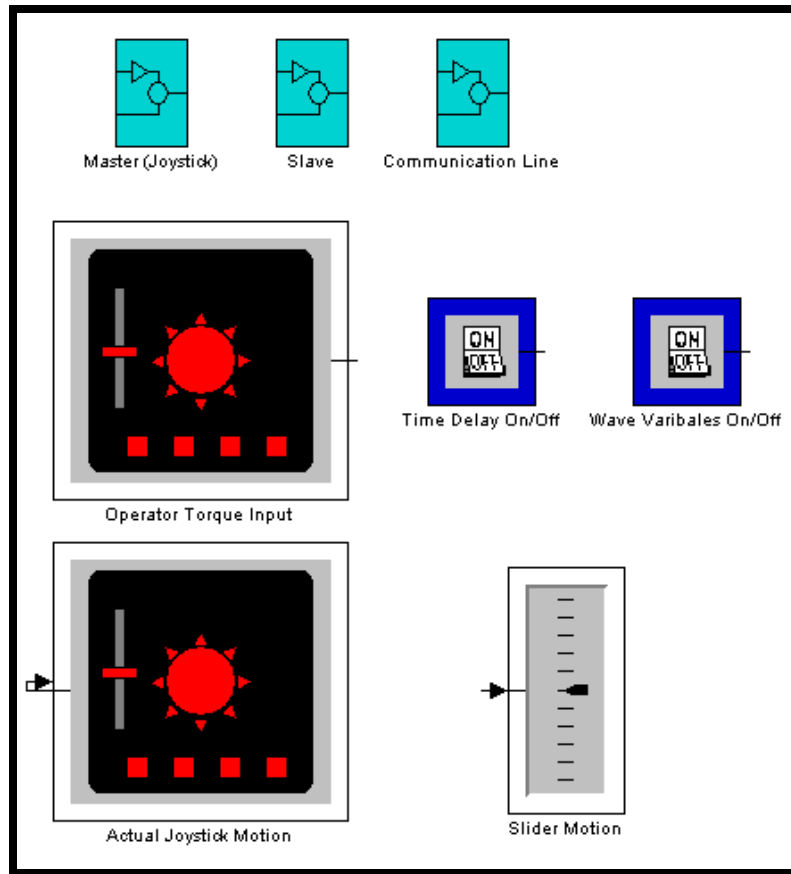 Master (Joystick)
Slave
Communication Line
ON
OFF
ON
OFF
Time Delay On/Off
Wave Varibales On/Off
Operator Torque Input
Actual Joystick Motion
Slider Motion